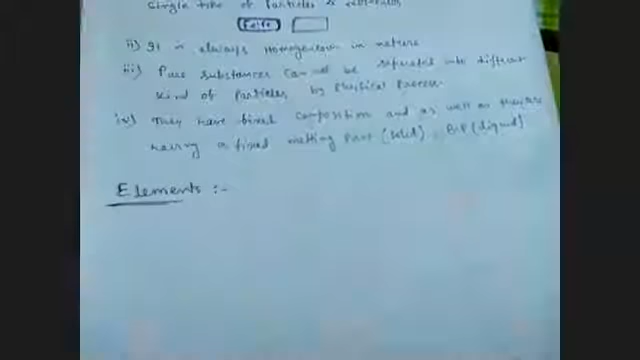 Single type of Particles &
ii) It is always Homogeneous in nature
iii) Pure substances can not be separated into different
kind of Particles by Physical Process.
iv) They have fixed composition and as well as they are
having a fixed melting Point (solid), B.P (liquid)
Elements :-